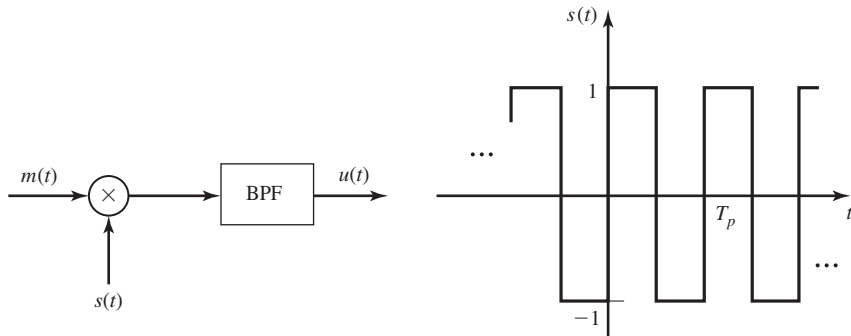 m(t)
×
BPF
u(t)
s(t)
s(t)
1
...
T_p
t
...
−1